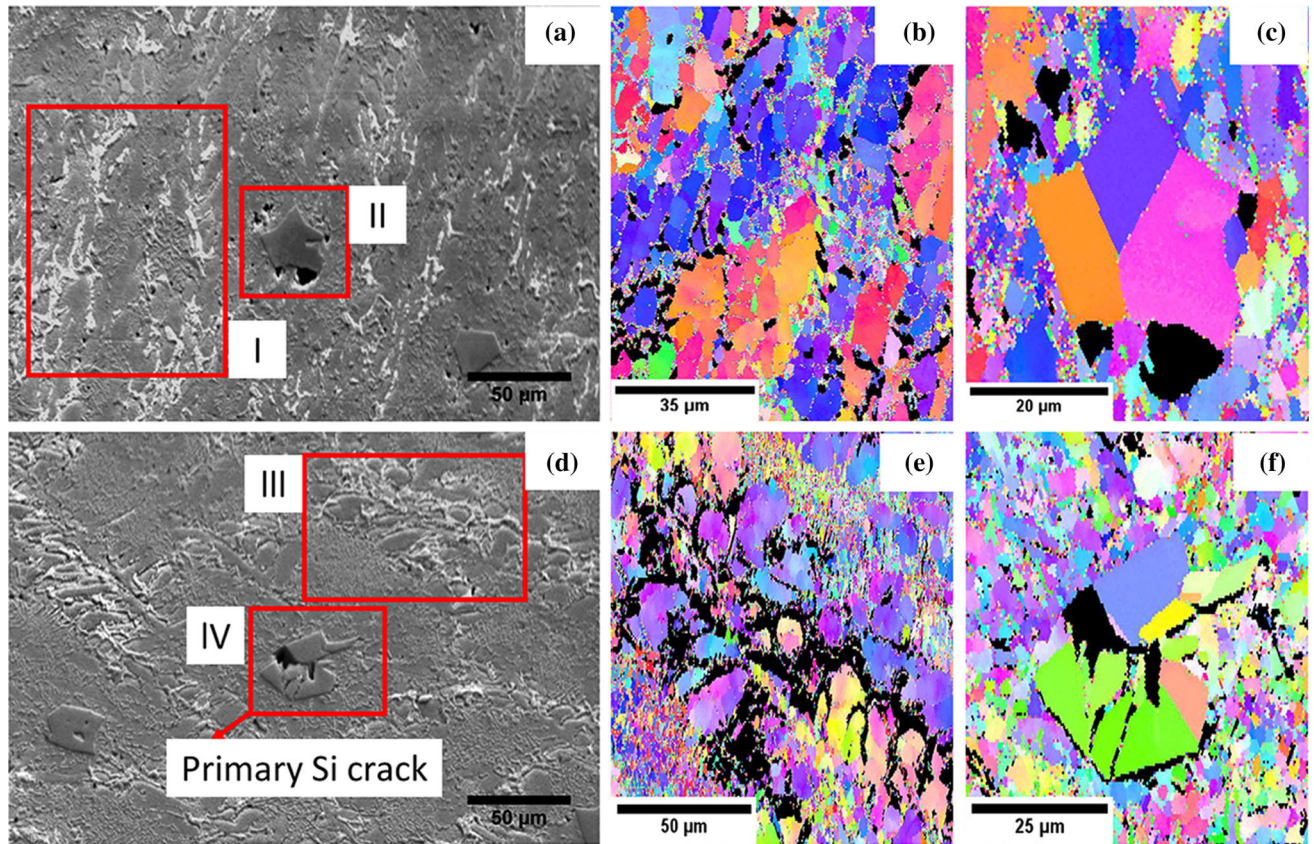 (a)
(b)
(c)
II
I
50 μm
35 μm
20 μm
III
(d)
(e)
(f)
IV
Primary Si crack
50 μm
50 μm
25 μm